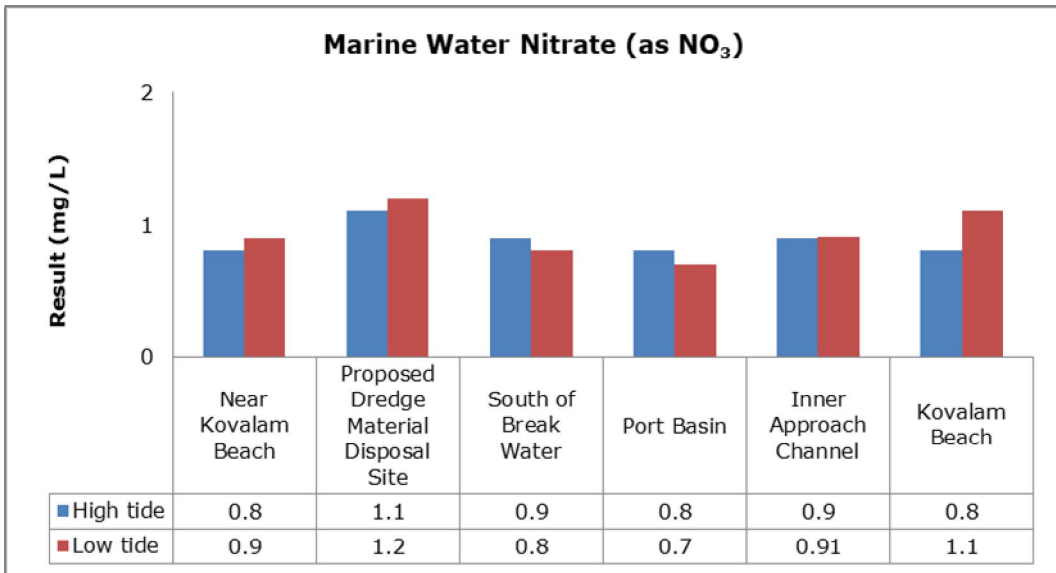 Marine Water Nitrate (as NO₃)
Result (mg/L)
2
1
0
Near
Kovalam
Beach
Proposed
Dredge
Material
Disposal
Site
South of
Break
Water
Port Basin
Inner
Approach
Channel
Kovalam
Beach
High tide 0.8 1.1 0.9 0.8 0.9 0.8
Low tide 0.9 1.2 0.8 0.7 0.91 1.1